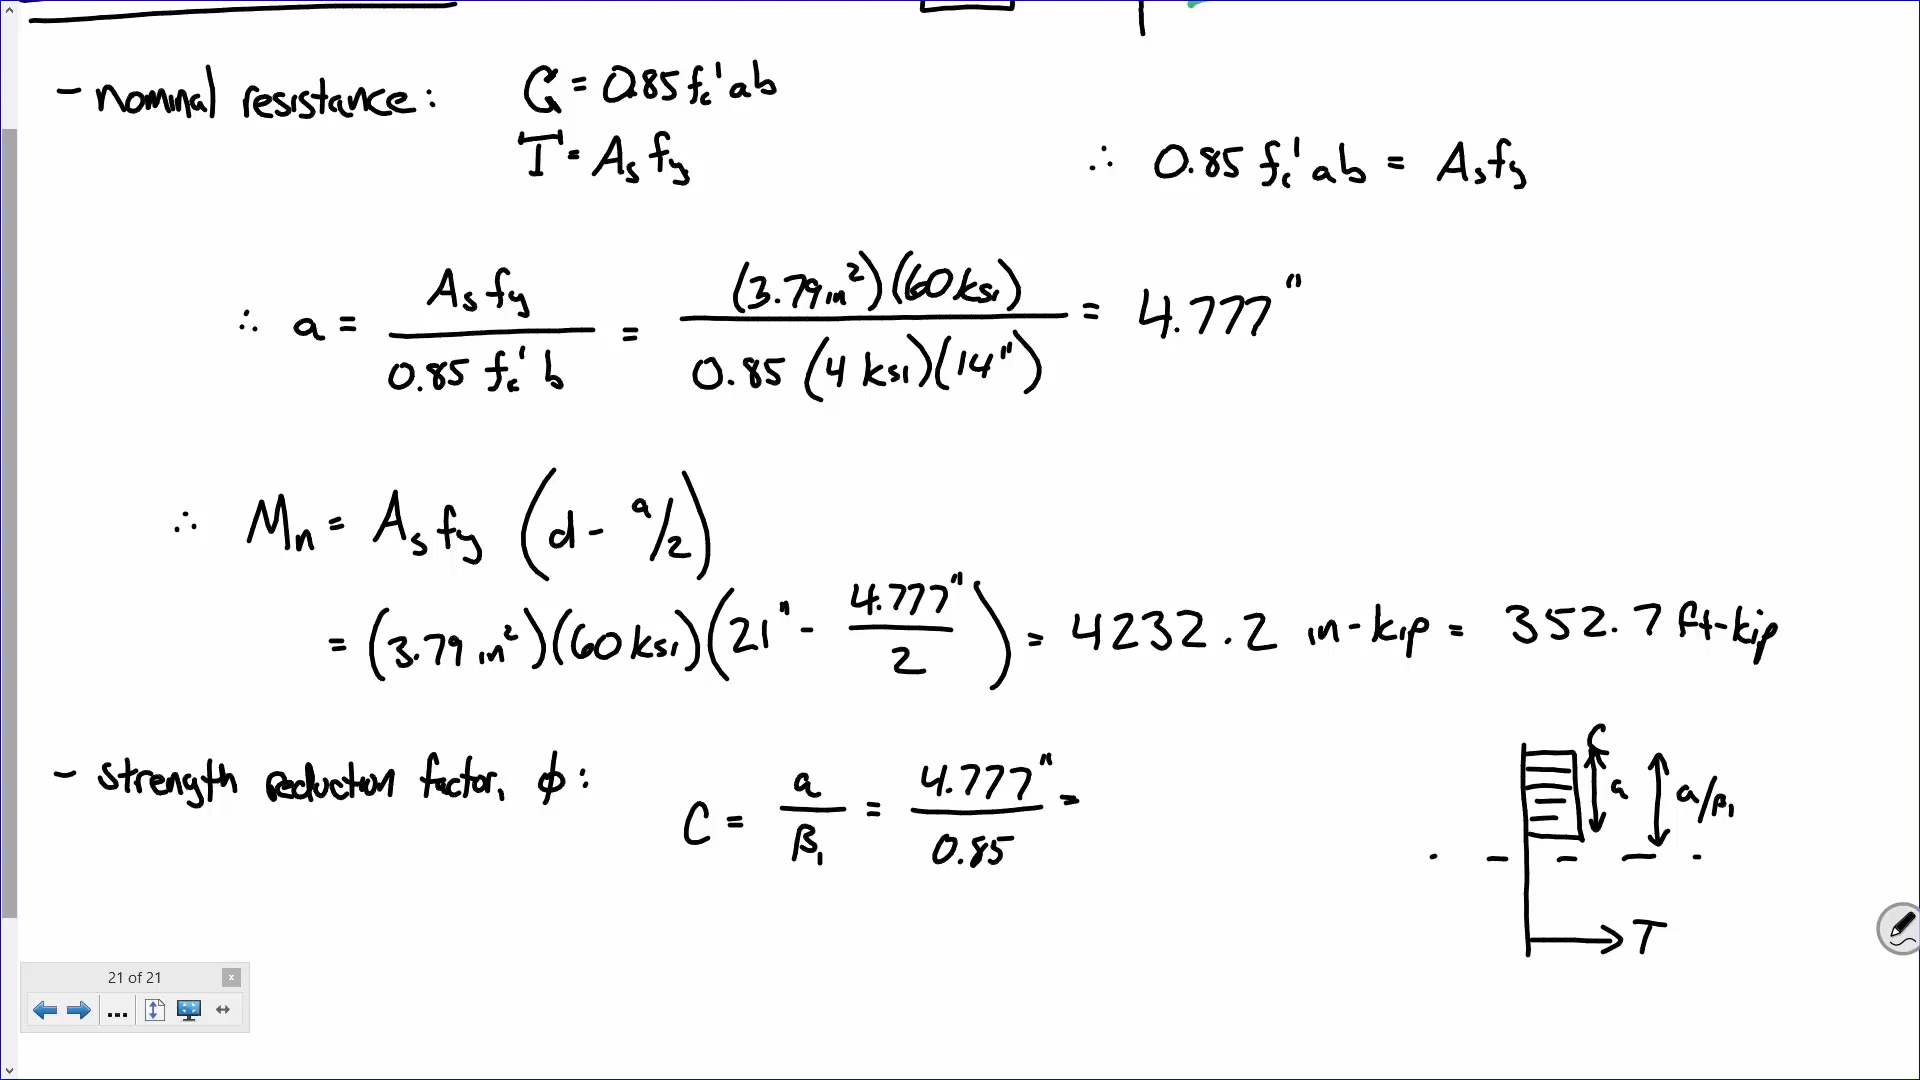 - nominal resistance: C = 0.85 fc' ab
T = As fy
∴ 0.85 fc' ab = As fy
∴ a = As fy / 0.85 fc' b = (3.79 in²)(60 ksi) / 0.85 (4 ksi)(14") = 4.777"
∴ Mn = As fy (d - a/2)
= (3.79 in²)(60 ksi)(21" - 4.777"/2) = 4232.2 in-kip = 352.7 ft-kip
- strength reduction factor, ϕ: C = a/β₁ = 4.777"/0.85 =
C
a
a/β₁
T
21 of 21